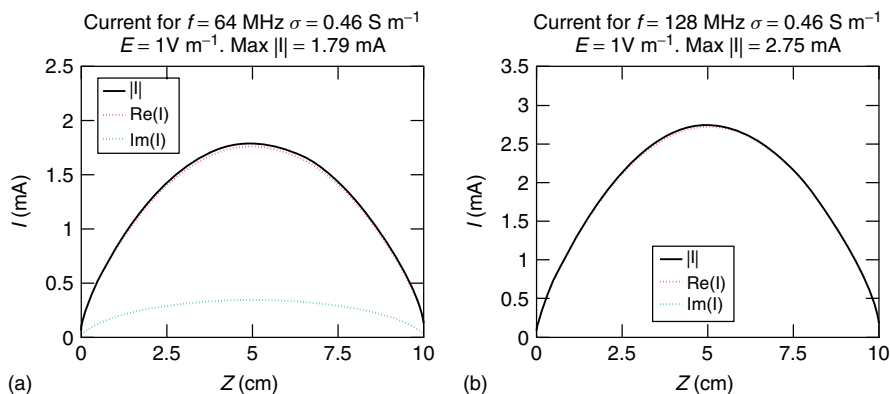 Current for f = 64 MHz σ = 0.46 S m⁻¹
E = 1V m⁻¹. Max |I| = 1.79 mA
2.5
2
1.5
1
0.5
0
I (mA)
|I|
Re(I)
Im(I)
0
2.5
5
7.5
10
Z (cm)
(a)
Current for f = 128 MHz σ = 0.46 S m⁻¹
E = 1V m⁻¹. Max |I| = 2.75 mA
3.5
3
2.5
2
1.5
1
0.5
0
I (mA)
|I|
Re(I)
Im(I)
0
2.5
5
7.5
10
Z (cm)
(b)